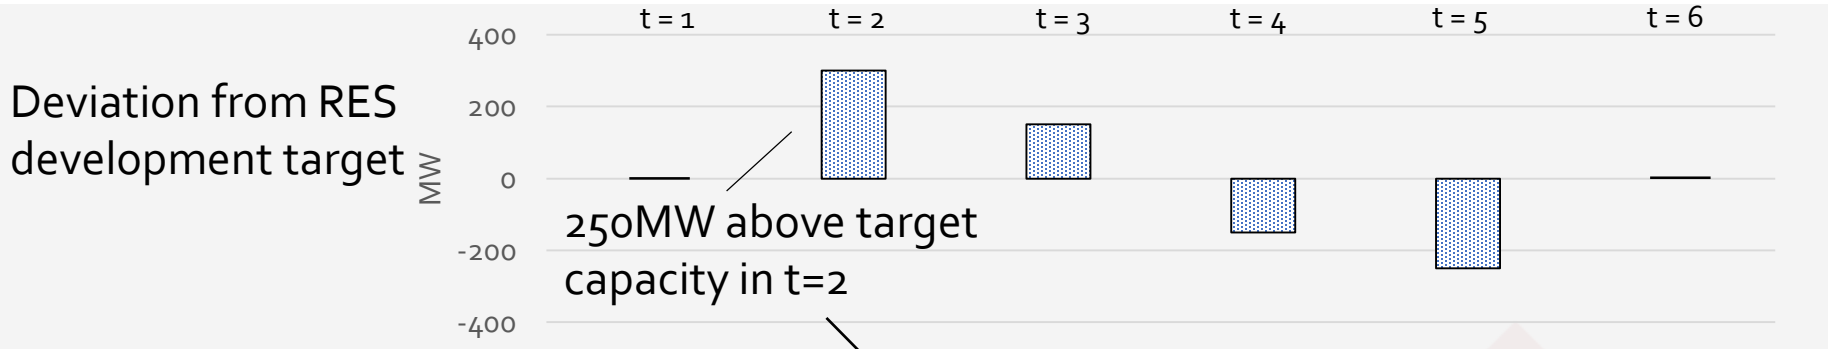 t = 1
t = 2
t = 3
t = 4
t = 5
t = 6
400
Deviation from RES
development target
200
MW
0
250MW above target
capacity in t=2
-200
-400